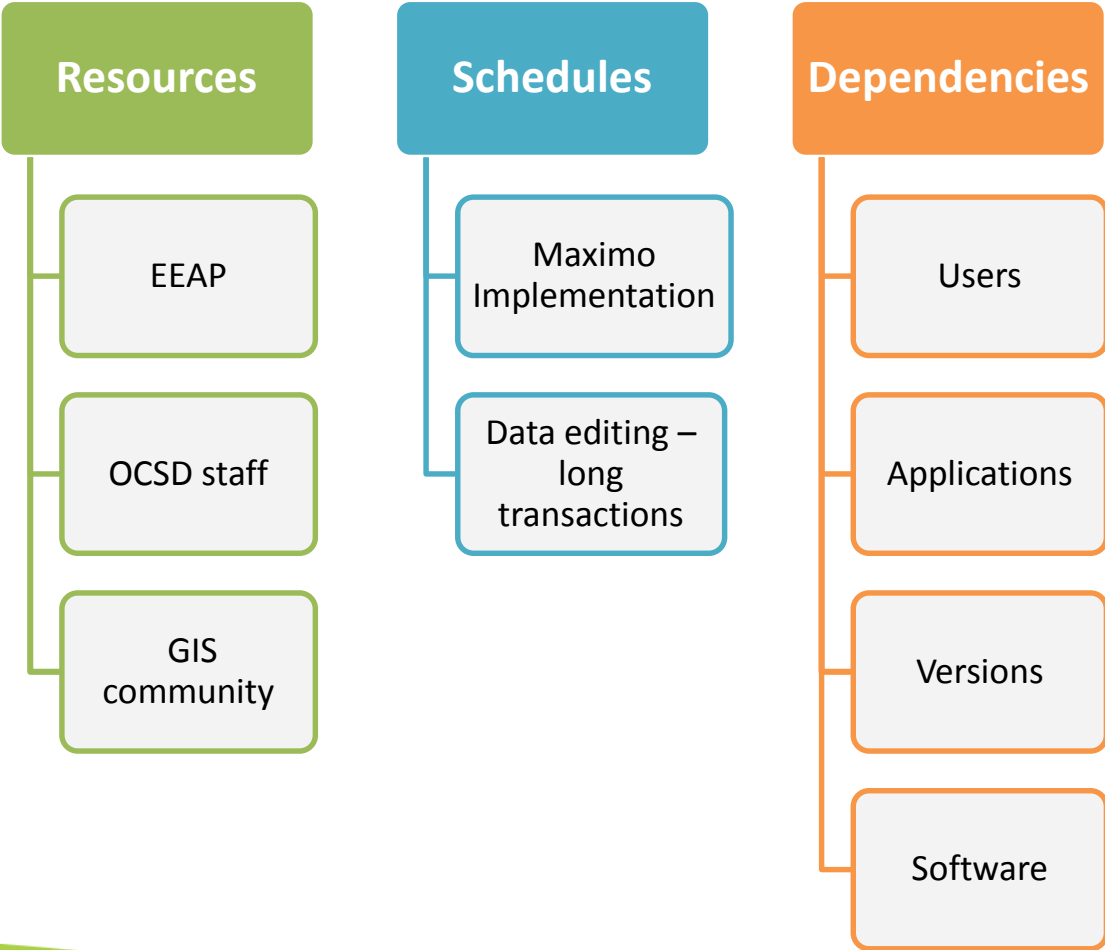 Resources
EEAP
OCSD staff
GIS
community
Schedules
Maximo
Implementation
Data editing –
long
transactions
Dependencies
Users
Applications
Versions
Software